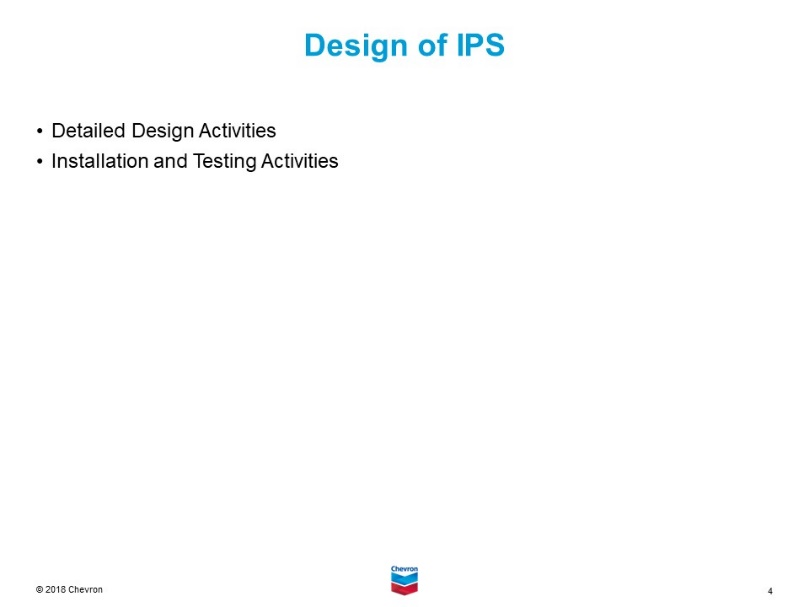 Design of IPS
• Detailed Design Activities
• Installation and Testing Activities
Chevron
© 2018 Chevron
4